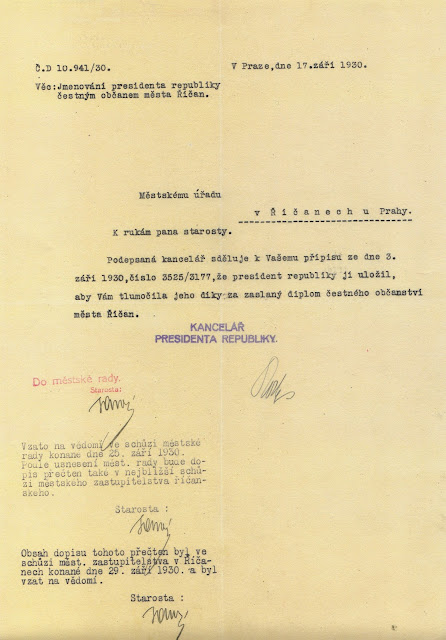 Č.D 10.941/30.
V Praze,dne 17.září 1930.
Věc:Jmenování presidenta republiky
čestným občanem města Říčan.
Městskému úřadu
v Říčanech u Prahy.
K rukám pana starosty.
Podepsaná kancelář sděluje k Vašemu přípisu ze dne 3.
září 1930,číslo 3525/3177,že president republiky jí uložil,
aby Vám tlumočila jeho díky za zaslaný diplom čestného občanství
města Říčan.
KANCELÁŘ
PRESIDENTA REPUBLIKY.
Do městské rady.
Starosta:
Vzato na vědomí ve schůzi městské
rady konané dne 25. září 1930.
Podle usnesení měst. rady bude do-
pis přečten také v nejbližší schů-
zi městského zastupitelstva říčan-
ského.
Starosta :
Obsah dopisu tohoto přečten byl ve
schůzi měst. zastupitelstva v Říča-
nech konané dne 29. září 1930 a byl
vzat na vědomí.
Starosta :